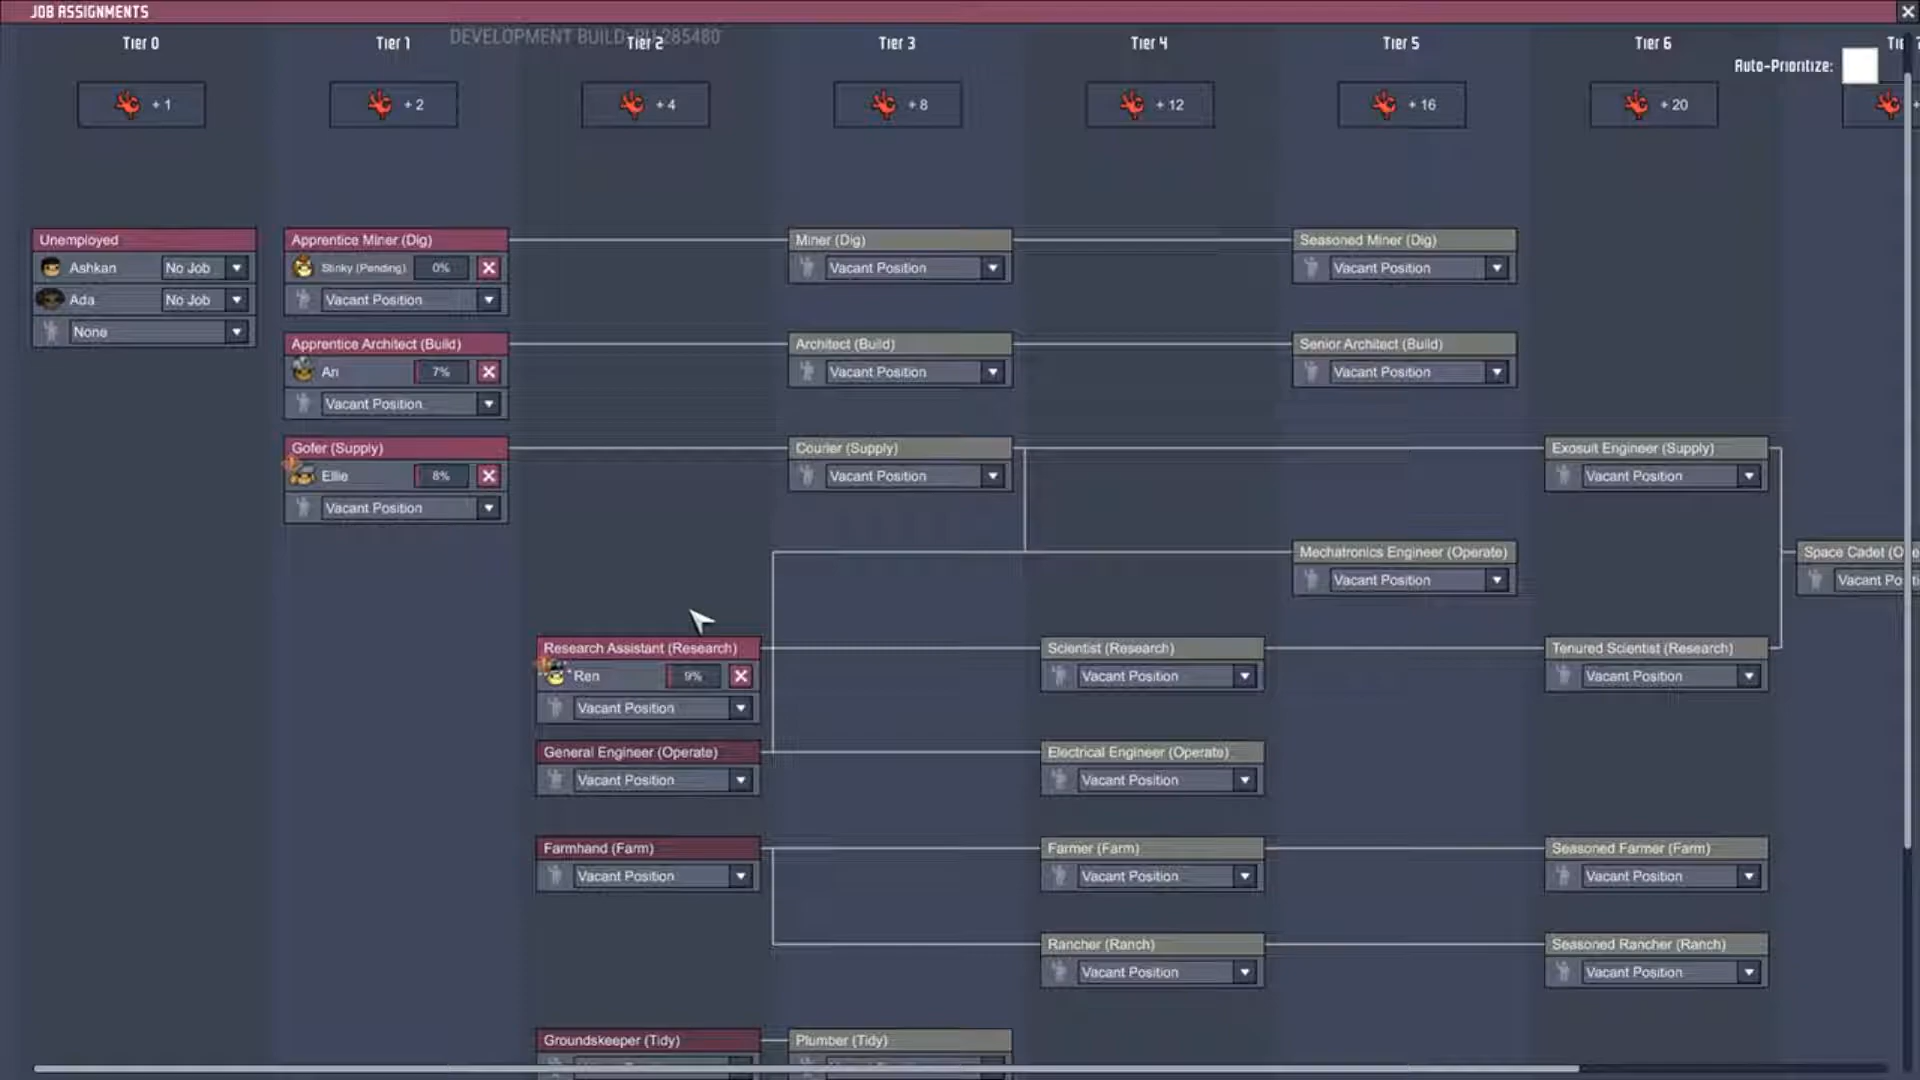 JOB ASSIGNMENTS
DEVELOPMENT BUILD: RU-285480
Tier 0 Tier 1 Tier 2 Tier 3 Tier 4 Tier 5 Tier 6
Auto-Prioritize:
+ 1 + 2 + 4 + 8 + 12 + 16 + 20
Unemployed Apprentice Miner (Dig) Miner (Dig) Seasoned Miner (Dig)
Ashkan No Job Stinky (Pending) 0% Vacant Position Vacant Position
Ada No Job Vacant Position
None
Apprentice Architect (Build) Architect (Build) Senior Architect (Build)
Ari 7% Vacant Position Vacant Position
Vacant Position
Gofer (Supply) Courier (Supply) Exosuit Engineer (Supply)
Ellie 8% Vacant Position Vacant Position
Vacant Position
Mechatronics Engineer (Operate) Space Cadet
Vacant Position Vacant
Research Assistant (Research) Scientist (Research) Tenured Scientist (Research)
Ren 9% Vacant Position Vacant Position
Vacant Position
General Engineer (Operate) Electrical Engineer (Operate)
Vacant Position Vacant Position
Farmhand (Farm) Farmer (Farm) Seasoned Farmer (Farm)
Vacant Position Vacant Position Vacant Position
Rancher (Ranch) Seasoned Rancher (Ranch)
Vacant Position Vacant Position
Groundskeeper (Tidy) Plumber (Tidy)